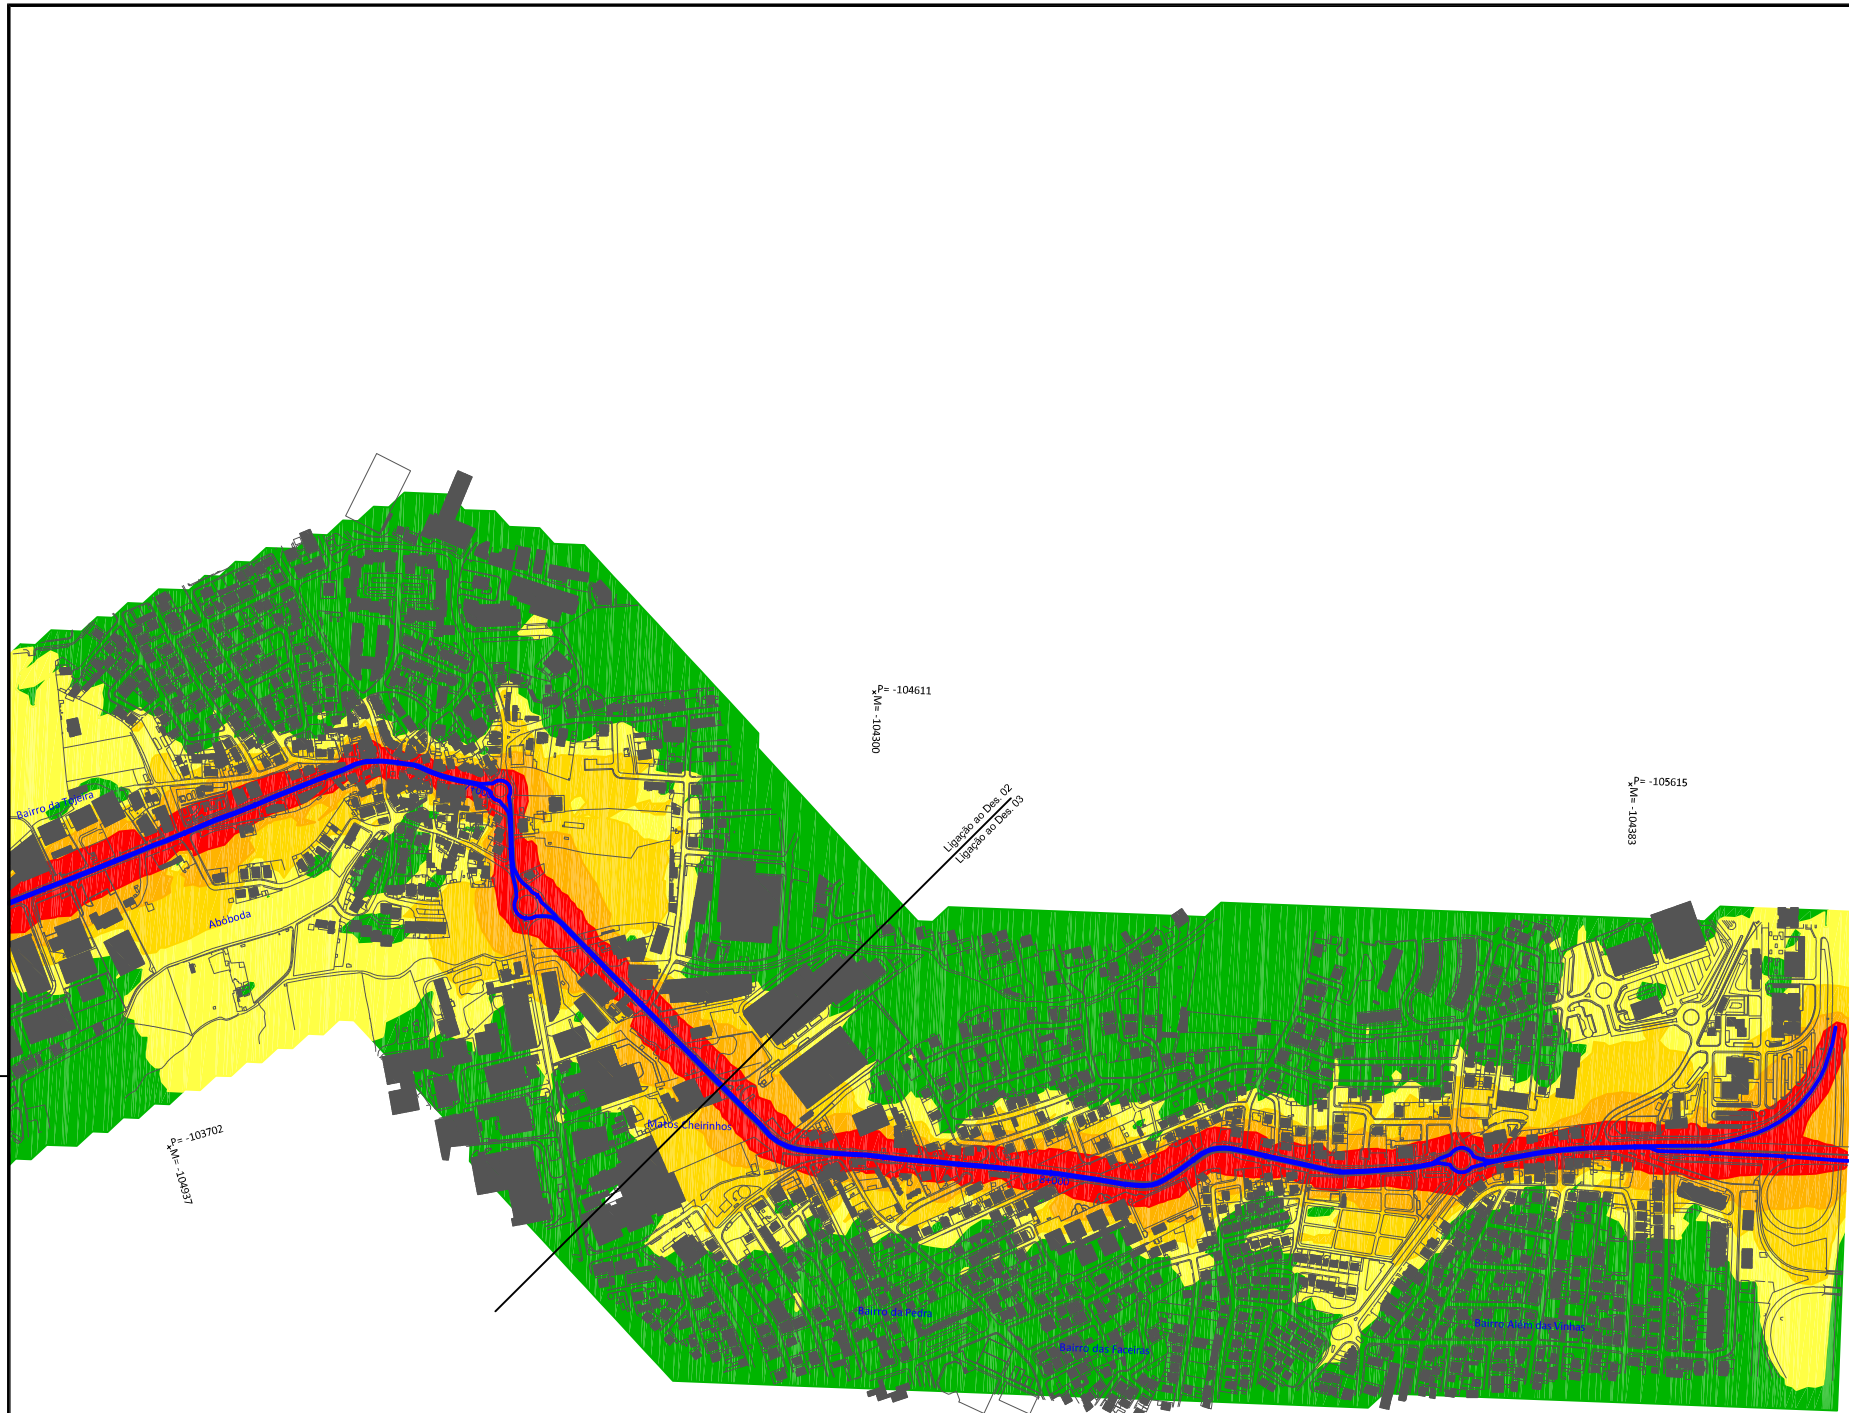 P= -104611
M= -104300
P= -105615
M= -104383
Ligação ao Des. 02
Ligação ao Des. 03
Bairro da Tojeira
Abóboda
P= -103702
M= -104937
Matos Cheirinhos
8+000
Bairro da Pedra
Bairro das Faceiras
Bairro Além das Vinhas